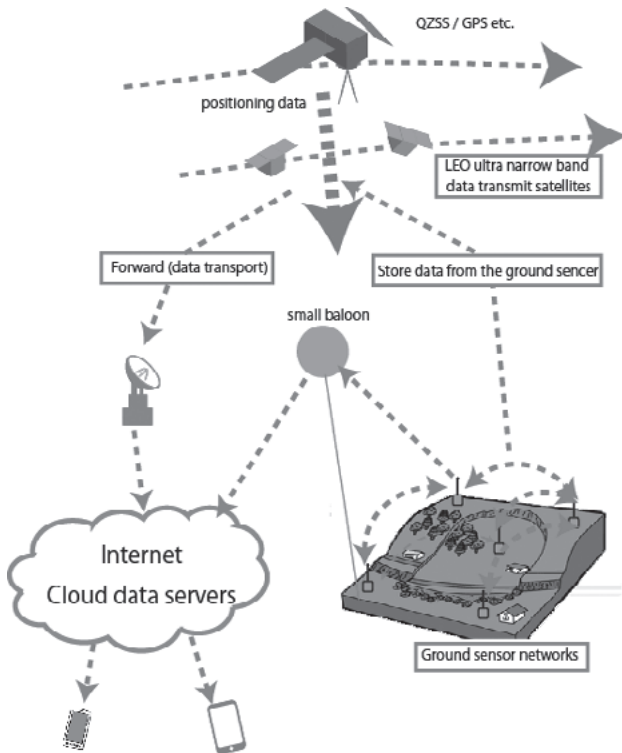 QZSS / GPS etc.
positioning data
LEO ultra narrow band
data transmit satellites
Forward (data transport)
Store data from the ground sencer
small baloon
Internet
Cloud data servers
Ground sensor networks